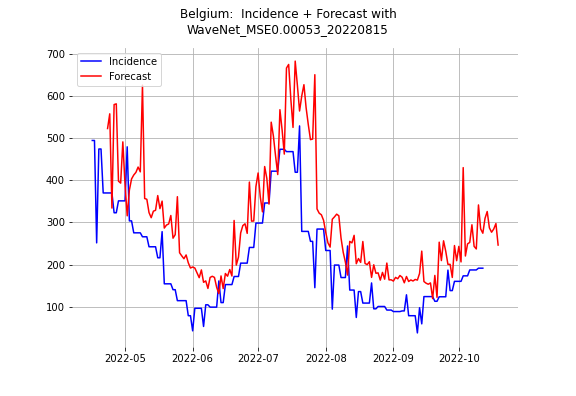 Belgium:  Incidence + Forecast with
WaveNet_MSE0.00053_20220815
Incidence
Forecast
700
600
500
400
300
200
100
2022-05 2022-06 2022-07 2022-08 2022-09 2022-10